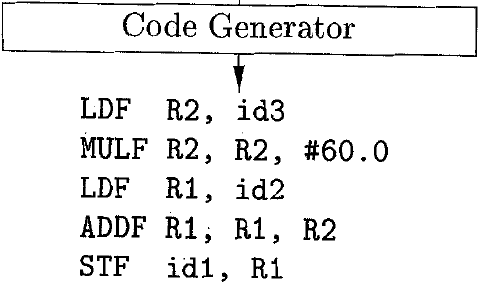 Code Generator
LDF R2, id3
MULF R2, R2, #60.0
LDF R1, id2
ADDF R1, R1, R2
STF id1, R1